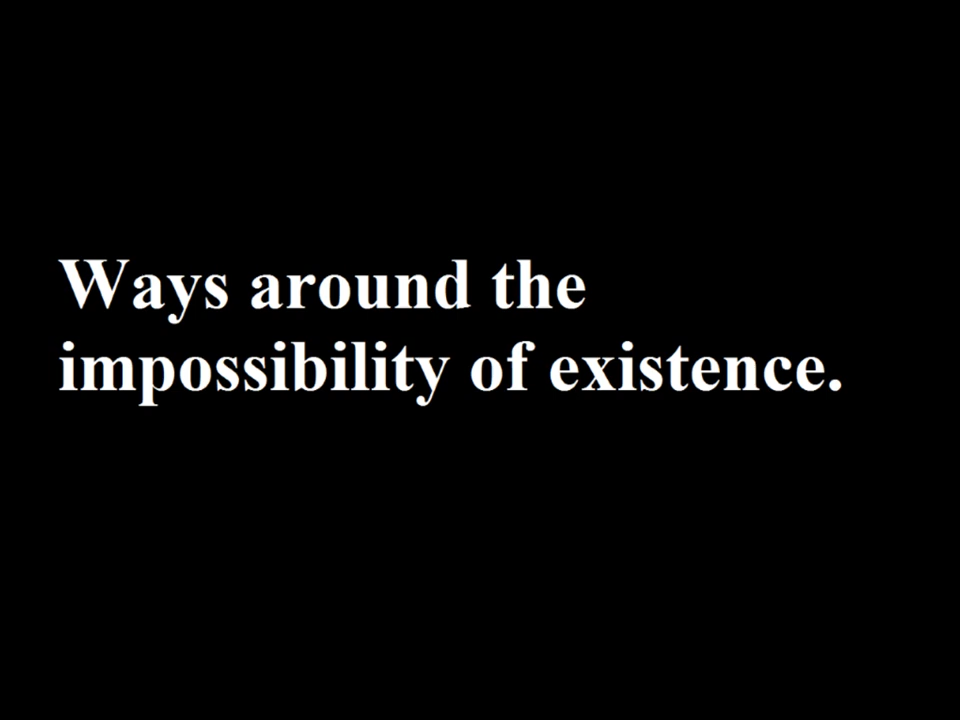 Ways around the
impossibility of existence.